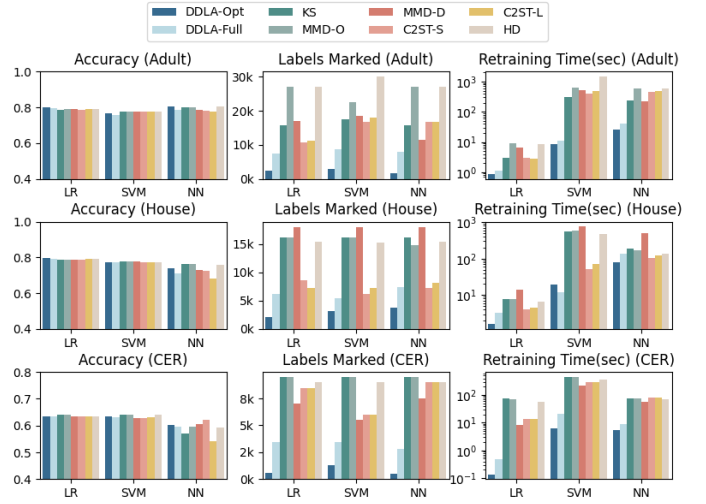 DDLA-Opt KS MMD-D C2ST-L
DDLA-Full MMD-O C2ST-S HD
Accuracy (Adult) Labels Marked (Adult) Retraining Time(sec) (Adult)
1.0 30k 10³
0.8 20k 10²
0.6 10k 10¹
0.4 0k 10⁰
LR SVM NN LR SVM NN LR SVM NN
Accuracy (House) Labels Marked (House) Retraining Time(sec) (House)
1.0 15k 10³
0.8 10k 10²
0.6 5k 10¹
0.4 0k
LR SVM NN LR SVM NN LR SVM NN
Accuracy (CER) Labels Marked (CER) Retraining Time(sec) (CER)
0.8 8k 10²
0.7 5k 10¹
0.6 2k 10⁰
0.5 0k 10⁻¹
0.4
LR SVM NN LR SVM NN LR SVM NN